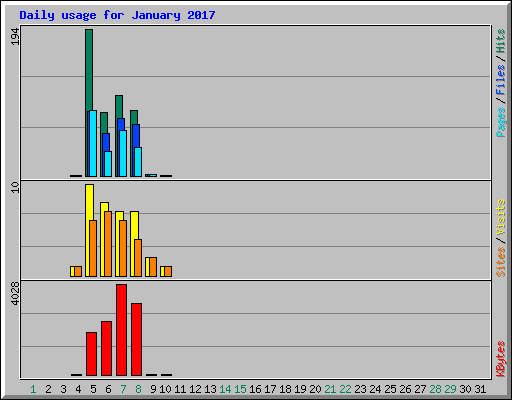 Daily usage for January 2017
194
Pages / Files / Hits
10
Sites / Visits
4028
KBytes
1 2 3 4 5 6 7 8 9 10 11 12 13 14 15 16 17 18 19 20 21 22 23 24 25 26 27 28 29 30 31